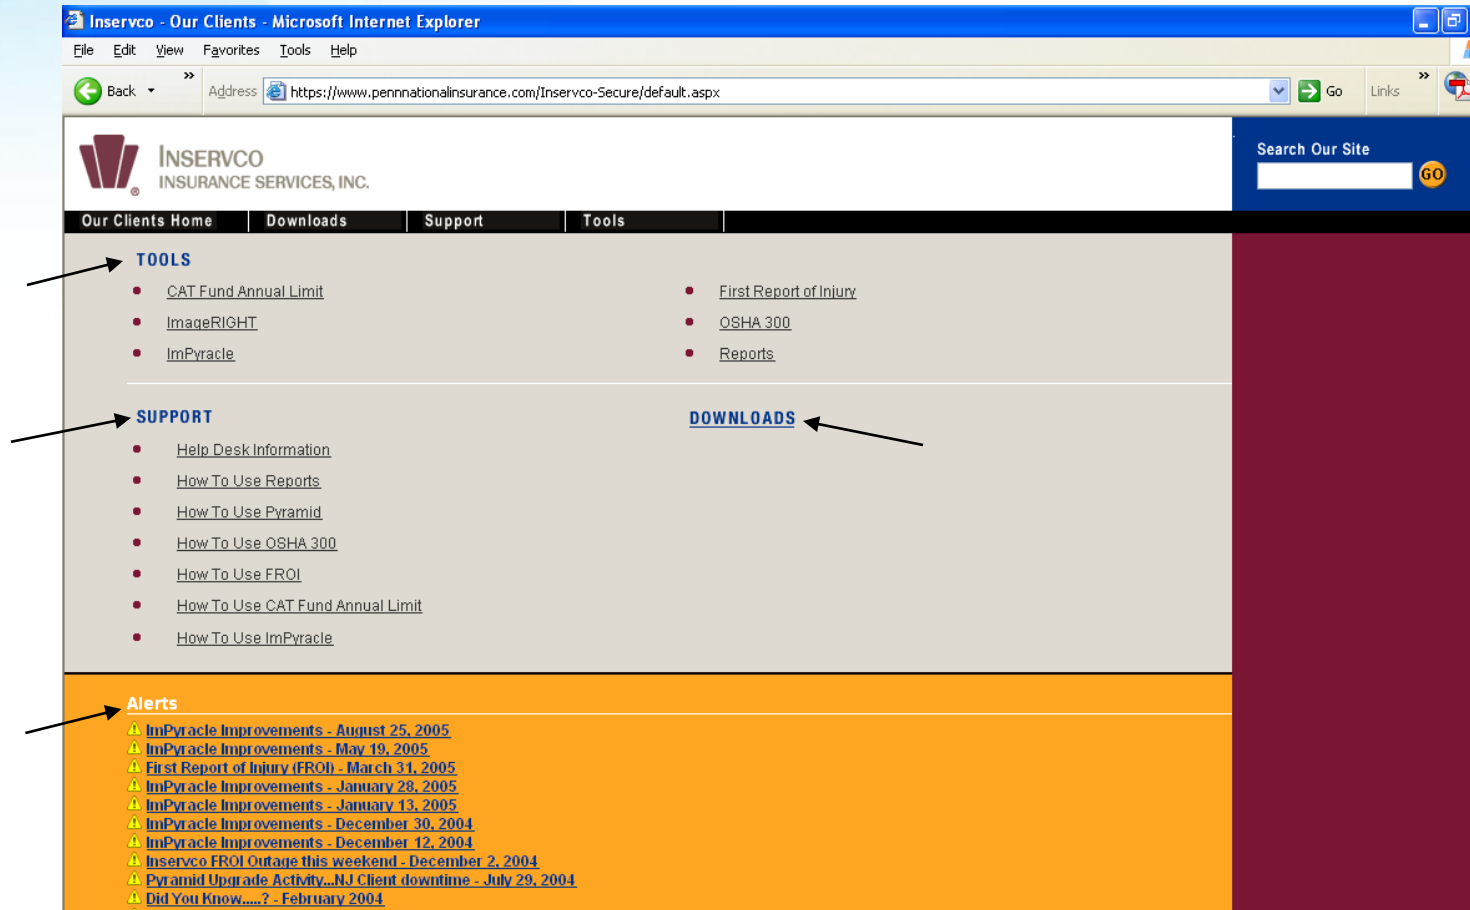 Inservco - Our Clients - Microsoft Internet Explorer
File Edit View Favorites Tools Help
Back » Address https://www.pennnationalinsurance.com/Inservco-Secure/default.aspx Go Links »
INSERVCO
INSURANCE SERVICES, INC.
®
Search Our Site
GO
Our Clients Home Downloads Support Tools
TOOLS
CAT Fund Annual Limit
ImageRIGHT
ImPyracle
First Report of Injury
OSHA 300
Reports
SUPPORT
Help Desk Information
How To Use Reports
How To Use Pyramid
How To Use OSHA 300
How To Use FROI
How To Use CAT Fund Annual Limit
How To Use ImPyracle
DOWNLOADS
Alerts
ImPyracle Improvements - August 25, 2005
ImPyracle Improvements - May 19, 2005
First Report of Injury (FROI) - March 31, 2005
ImPyracle Improvements - January 28, 2005
ImPyracle Improvements - January 13, 2005
ImPyracle Improvements - December 30, 2004
ImPyracle Improvements - December 12, 2004
Inservco FROI Outage this weekend - December 2, 2004
Pyramid Upgrade Activity...NJ Client downtime - July 29, 2004
Did You Know.....? - February 2004